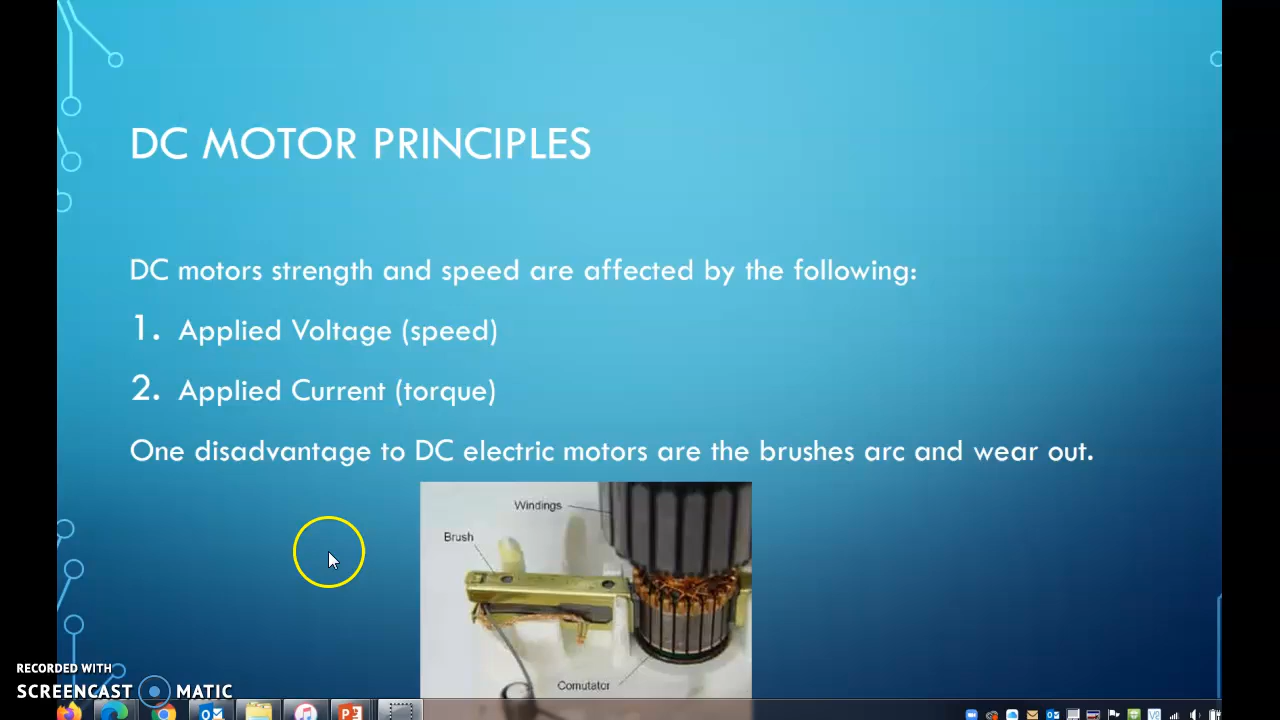 DC MOTOR PRINCIPLES
DC motors strength and speed are affected by the following:
1. Applied Voltage (speed)
2. Applied Current (torque)
One disadvantage to DC electric motors are the brushes arc and wear out.
Windings
Brush
Comutator
RECORDED WITH
SCREENCAST MATIC